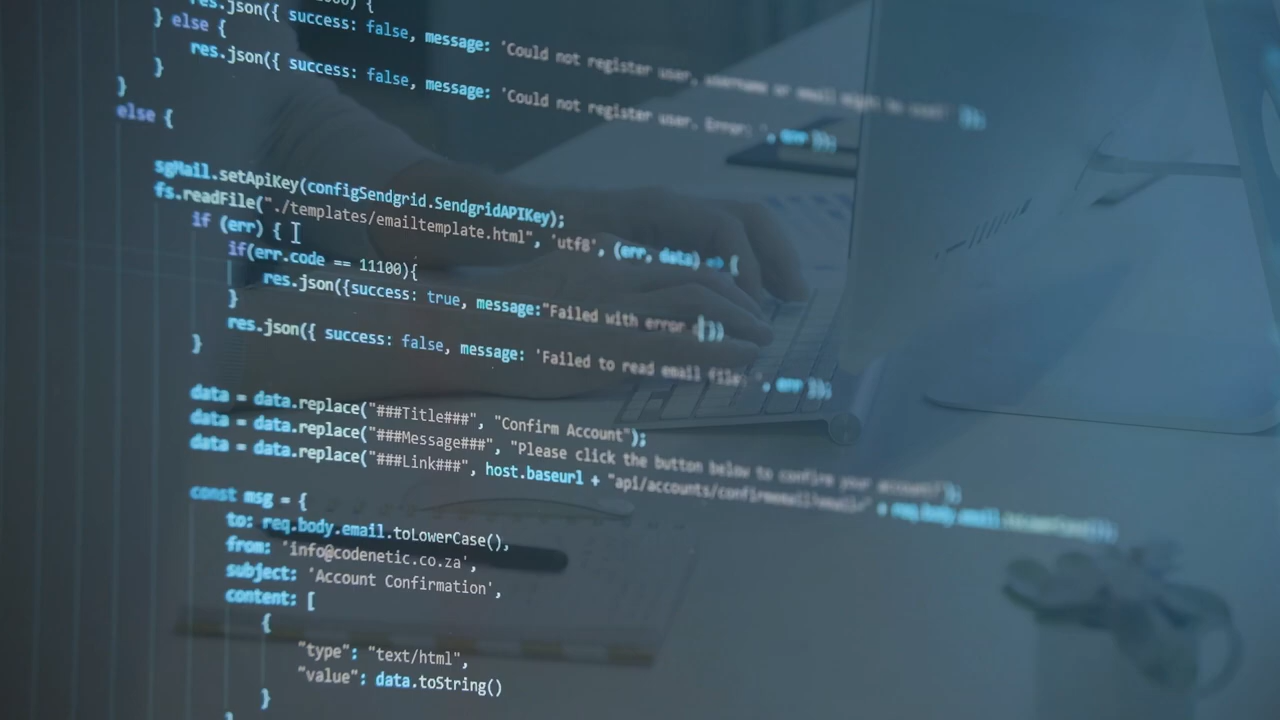 res.json({ success: false, message: 'Could not register user, username or email might be
} else {
res.json({ success: false, message: 'Could not register user. Error: ', err });
}
}
else {
sgMail.setApiKey(configSendgrid.SendgridAPIKey);
fs.readFile("./templates/emailtemplate.html", 'utf8', (err, data) => {
if (err) {
if(err.code == 11100){
res.json({success: true, message:"Failed with error
}
res.json({ success: false, message: 'Failed to read email file: ', err });
}
data = data.replace("###Title###", "Confirm Account");
data = data.replace("###Message###", "Please click the button below to confirm your account!");
data = data.replace("###Link###", host.baseurl + "api/accounts/confirmemail?email=" + req.body.email.toLowerCase());
const msg = {
to: req.body.email.toLowerCase(),
from: 'info@codenetic.co.za',
subject: 'Account Confirmation',
content: [
{
"type": "text/html",
"value": data.toString()
}